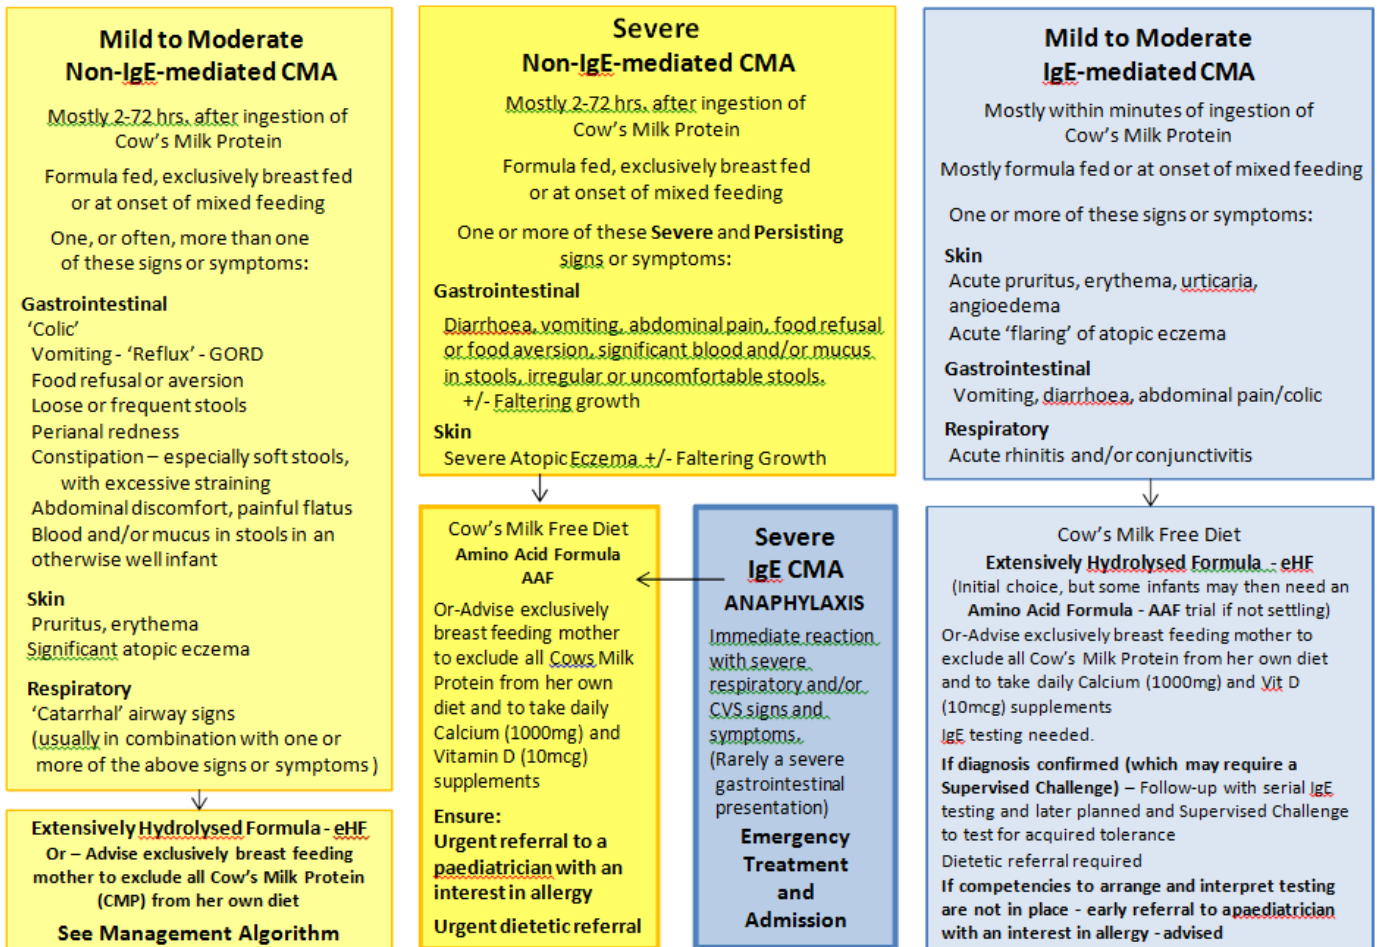 Mild to Moderate
Non-IgE-mediated CMA
Mostly 2-72 hrs. after ingestion of
Cow's Milk Protein
Formula fed, exclusively breast fed
or at onset of mixed feeding
One, or often, more than one
of these signs or symptoms:
Gastrointestinal
'Colic'
Vomiting - 'Reflux' - GORD
Food refusal or aversion
Loose or frequent stools
Perianal redness
Constipation – especially soft stools,
with excessive straining
Abdominal discomfort, painful flatus
Blood and/or mucus in stools in an
otherwise well infant
Skin
Pruritus, erythema
Significant atopic eczema
Respiratory
'Catarrhal' airway signs
(usually in combination with one or
more of the above signs or symptoms )
Extensively Hydrolysed Formula - eHF
Or – Advise exclusively breast feeding
mother to exclude all Cow's Milk Protein
(CMP) from her own diet
See Management Algorithm
Severe
Non-IgE-mediated CMA
Mostly 2-72 hrs. after ingestion of
Cow's Milk Protein
Formula fed, exclusively breast fed
or at onset of mixed feeding
One or more of these Severe and Persisting
signs or symptoms:
Gastrointestinal
Diarrhoea, vomiting, abdominal pain, food refusal
or food aversion, significant blood and/or mucus
in stools, irregular or uncomfortable stools.
+/- Faltering growth
Skin
Severe Atopic Eczema +/- Faltering Growth
Cow's Milk Free Diet
Amino Acid Formula
AAF
Or-Advise exclusively
breast feeding mother
to exclude all Cows Milk
Protein from her own
diet and to take daily
Calcium (1000mg) and
Vitamin D (10mcg)
supplements
Ensure:
Urgent referral to a
paediatrician with an
interest in allergy
Urgent dietetic referral
Severe
IgE CMA
ANAPHYLAXIS
Immediate reaction
with severe
respiratory and/or
CVS signs and
symptoms.
(Rarely a severe
gastrointestinal
presentation)
Emergency
Treatment
and
Admission
Mild to Moderate
IgE-mediated CMA
Mostly within minutes of ingestion of
Cow's Milk Protein
Mostly formula fed or at onset of mixed feeding
One or more of these signs or symptoms:
Skin
Acute pruritus, erythema, urticaria,
angioedema
Acute 'flaring' of atopic eczema
Gastrointestinal
Vomiting, diarrhoea, abdominal pain/colic
Respiratory
Acute rhinitis and/or conjunctivitis
Cow's Milk Free Diet
Extensively Hydrolysed Formula - eHF
(Initial choice, but some infants may then need an
Amino Acid Formula - AAF trial if not settling)
Or-Advise exclusively breast feeding mother to
exclude all Cow's Milk Protein from her own diet
and to take daily Calcium (1000mg) and Vit D
(10mcg) supplements
IgE testing needed.
If diagnosis confirmed (which may require a
Supervised Challenge) – Follow-up with serial IgE
testing and later planned and Supervised Challenge
to test for acquired tolerance
Dietetic referral required
If competencies to arrange and interpret testing
are not in place - early referral to a paediatrician
with an interest in allergy - advised